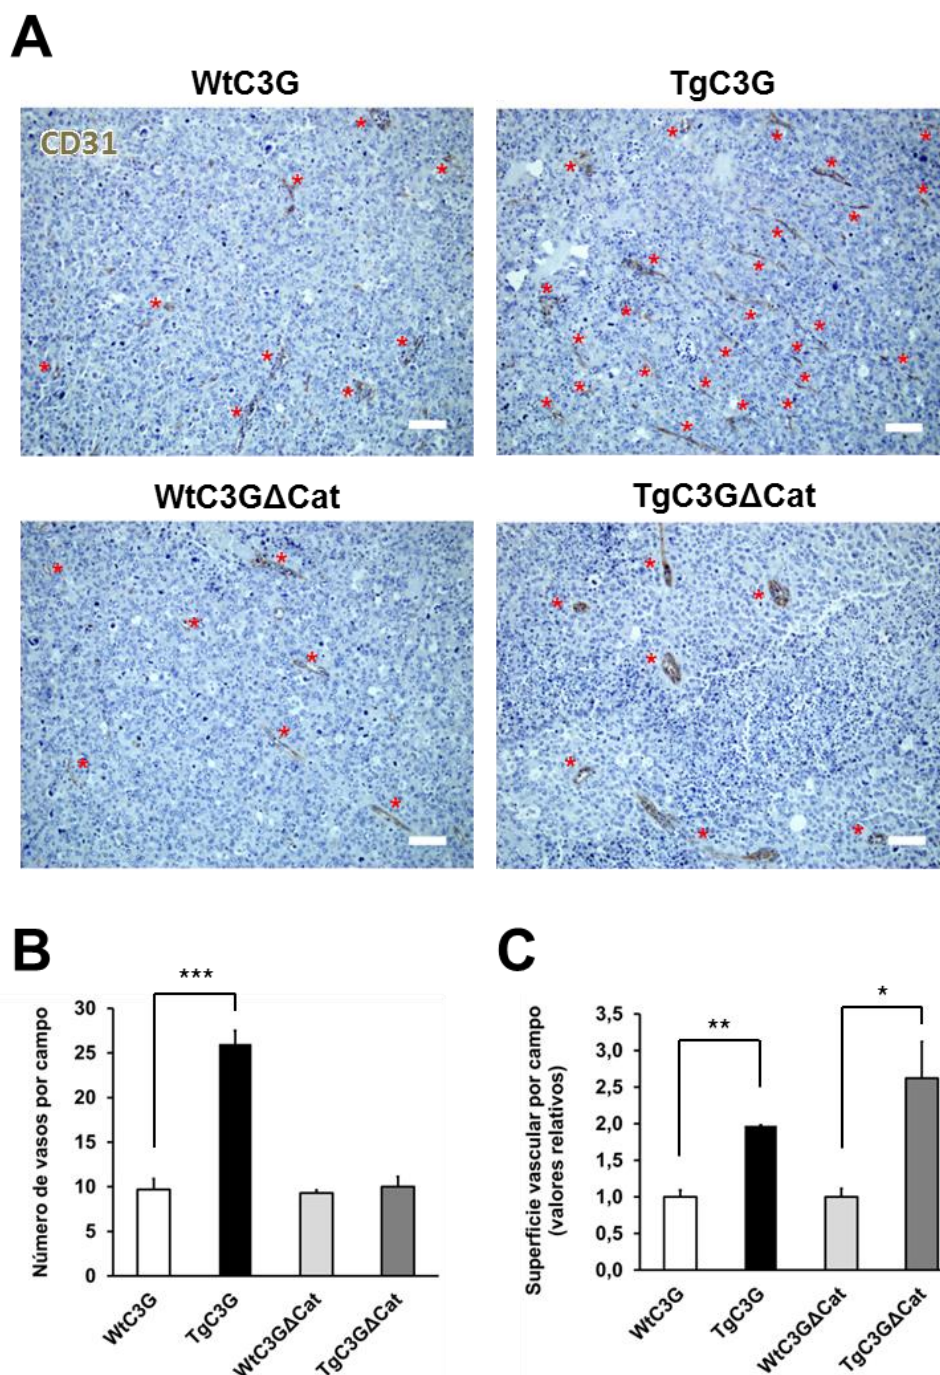 A
WtC3G
TgC3G
CD31
WtC3GΔCat
TgC3GΔCat
B
***
30
25
20
15
10
5
0
Número de vasos por campo
WtC3G
TgC3G
WtC3GΔCat
TgC3GΔCat
C
**
*
3,5
3,0
2,5
2,0
1,5
1,0
0,5
0,0
Superficie vascular por campo
(valores relativos)
WtC3G
TgC3G
WtC3GΔCat
TgC3GΔCat